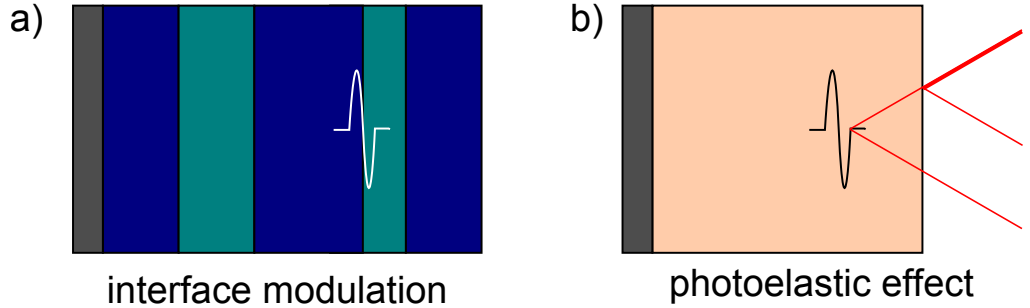 a)
b)
interface modulation
photoelastic effect